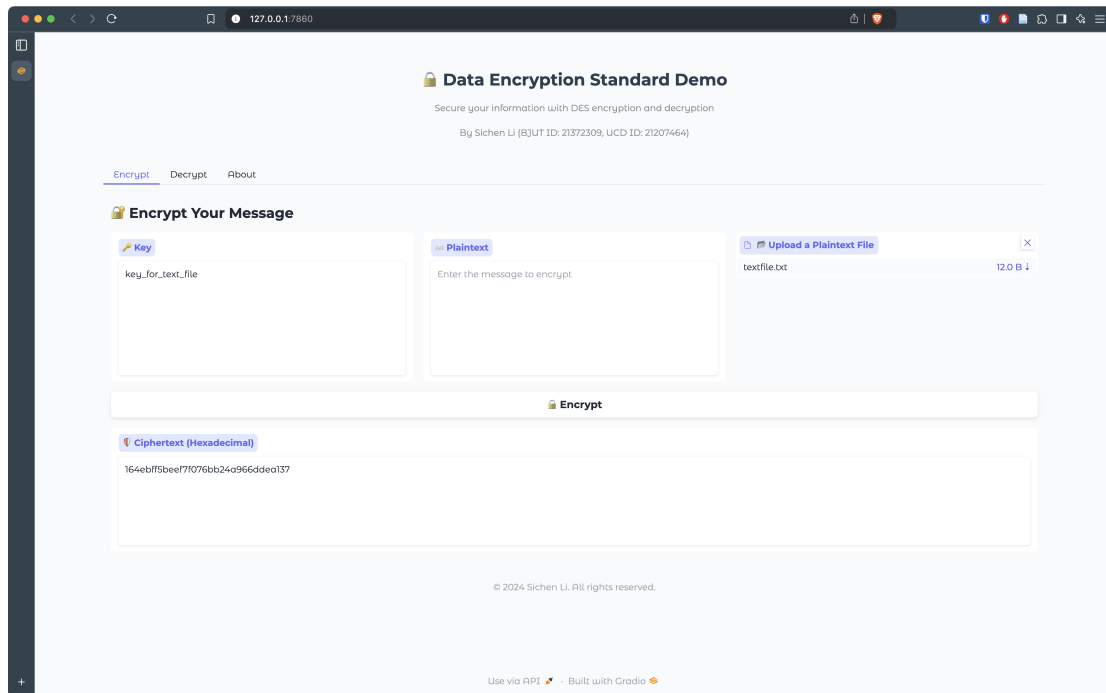 127.0.0.1:7860
Data Encryption Standard Demo
Secure your information with DES encryption and decryption
By Sichen Li (BJUT ID: 21372309, UCD ID: 21207464)
Encrypt Decrypt About
Encrypt Your Message
Key
key_for_text_file
Plaintext
Enter the message to encrypt
Upload a Plaintext File
textfile.txt 12.0 B ↓
Encrypt
Ciphertext (Hexadecimal)
164ebff5beef7f076bb24a966ddea137
© 2024 Sichen Li. All rights reserved.
Use via API · Built with Gradio